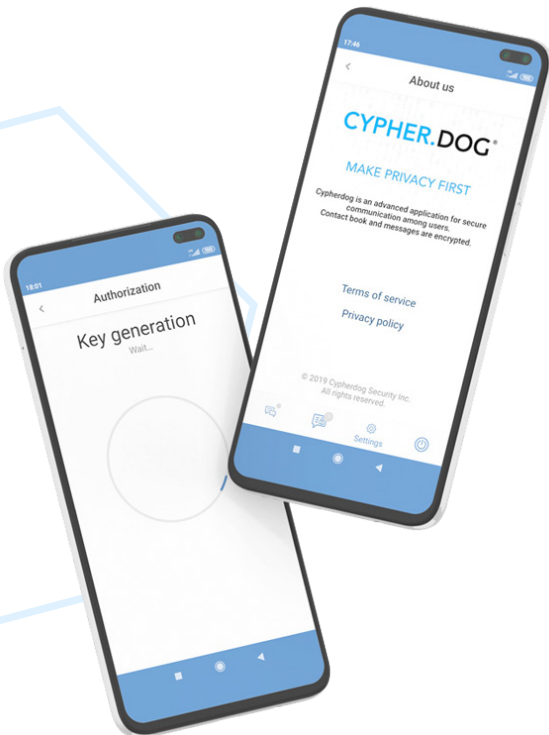 17:46
About us
CYPHER.DOG®
MAKE PRIVACY FIRST
Cypherdog is an advanced application for secure
communication among users.
Contact book and messages are encrypted.
Terms of service
Privacy policy
© 2019 Cypherdog Security Inc.
All rights reserved.
Settings
18:01
Authorization
Key generation
Wait...